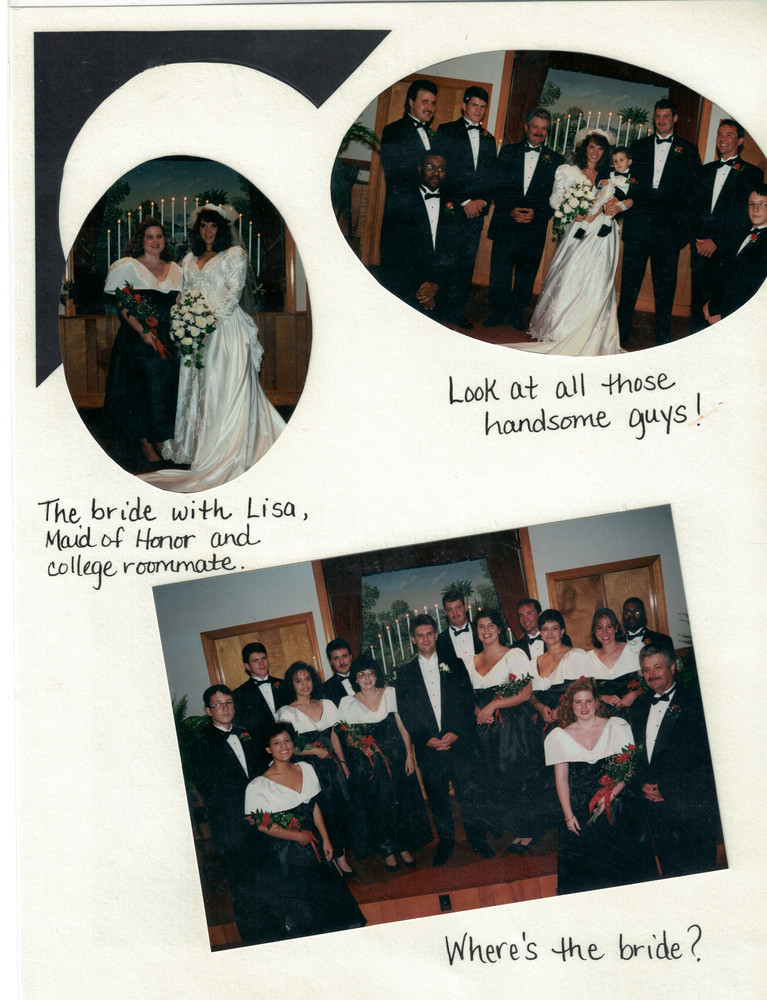 Look at all those
handsome guys!
The bride with Lisa,
Maid of Honor and
college roommate.
Where's the bride?